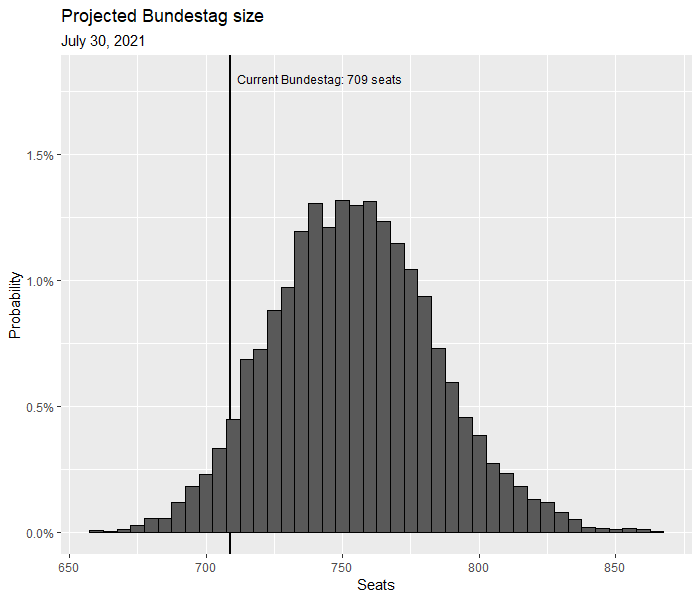 Projected Bundestag size
July 30, 2021
Current Bundestag: 709 seats
1.5%
1.0%
0.5%
0.0%
Probability
650 700 750 800 850
Seats